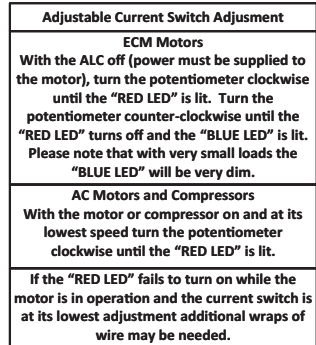 Adjustable Current Switch Adjusment
ECM Motors
With the ALC off (power must be supplied to
the motor), turn the potentiometer clockwise
until the “RED LED” is lit.  Turn the
potentiometer counter-clockwise until the
“RED LED” turns off and the “BLUE LED” is lit.
Please note that with very small loads the
“BLUE LED” will be very dim.
AC Motors and Compressors
With the motor or compressor on and at its
lowest speed turn the potentiometer
clockwise until the “RED LED” is lit.
If the “RED LED” fails to turn on while the
motor is in operation and the current switch is
at its lowest adjustment additional wraps of
wire may be needed.